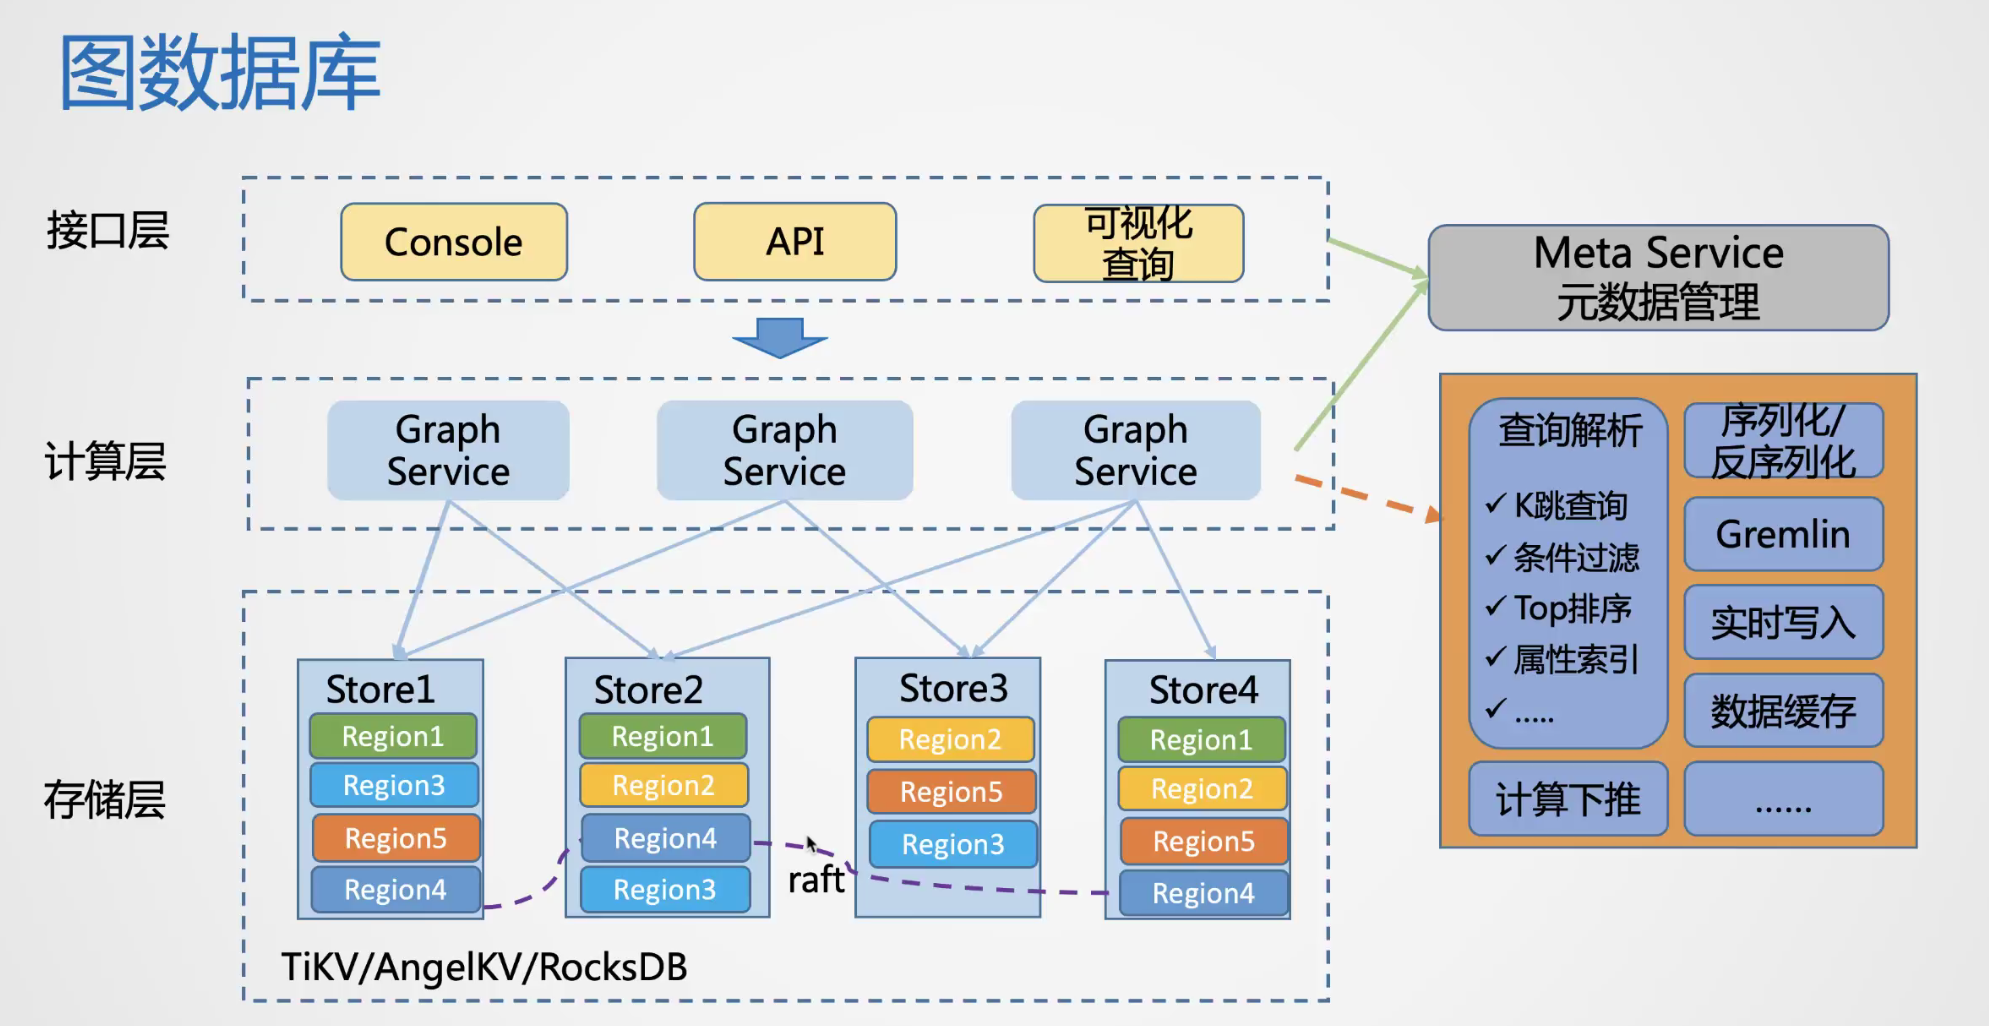 图数据库
接口层
Console
API
可视化
查询
Meta Service
元数据管理
计算层
Graph
Service
Graph
Service
Graph
Service
查询解析
✓ K跳查询
✓ 条件过滤
✓ Top排序
✓ 属性索引
✓ .....
计算下推
序列化/
反序列化
Gremlin
实时写入
数据缓存
......
存储层
Store1
Region1
Region3
Region5
Region4
Store2
Region1
Region2
Region4
Region3
raft
Store3
Region2
Region5
Region3
Store4
Region1
Region2
Region5
Region4
TiKV/AngelKV/RocksDB